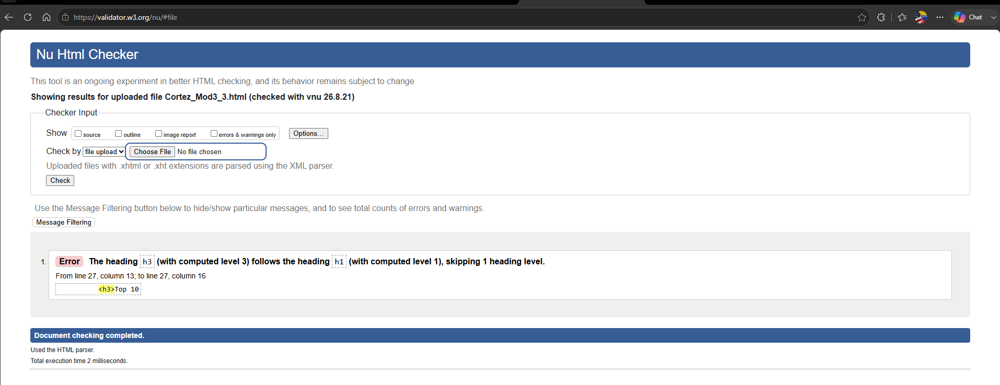 https://validator.w3.org/nu/#file
Chat
Nu Html Checker
This tool is an ongoing experiment in better HTML checking, and its behavior remains subject to change
Showing results for uploaded file Cortez_Mod3_3.html (checked with vnu 26.8.21)
Checker Input
Show source outline image report errors & warnings only Options...
Check by file upload Choose File No file chosen
Uploaded files with .xhtml or .xht extensions are parsed using the XML parser.
Check
Use the Message Filtering button below to hide/show particular messages, and to see total counts of errors and warnings.
Message Filtering
1. Error The heading h3 (with computed level 3) follows the heading h1 (with computed level 1), skipping 1 heading level.
From line 27, column 13; to line 27, column 16
<h3>Top 10
Document checking completed.
Used the HTML parser.
Total execution time 2 milliseconds.